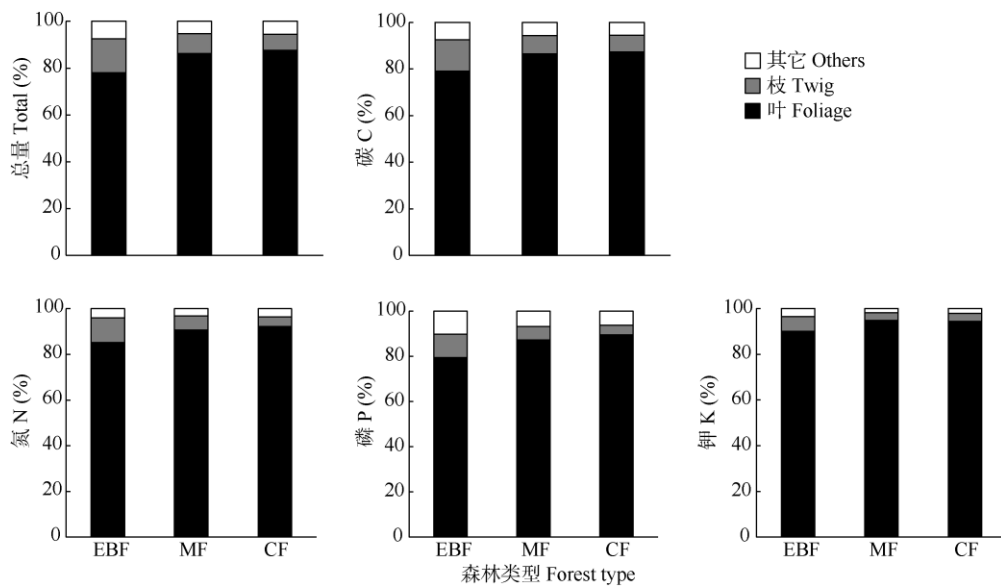 总量 Total (%)
100
80
60
40
20
0
碳 C (%)
100
80
60
40
20
0
其它 Others
枝 Twig
叶 Foliage
氮 N (%)
100
80
60
40
20
0
EBF MF CF
磷 P (%)
100
80
60
40
20
0
EBF MF CF
钾 K (%)
100
80
60
40
20
0
EBF MF CF
森林类型 Forest type